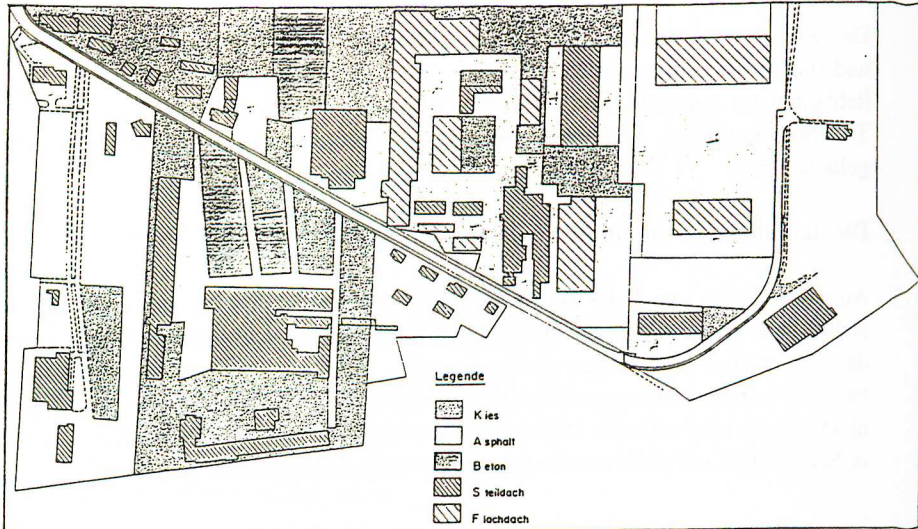 Legende
Kies
Asphalt
Beton
Steildach
Flachdach